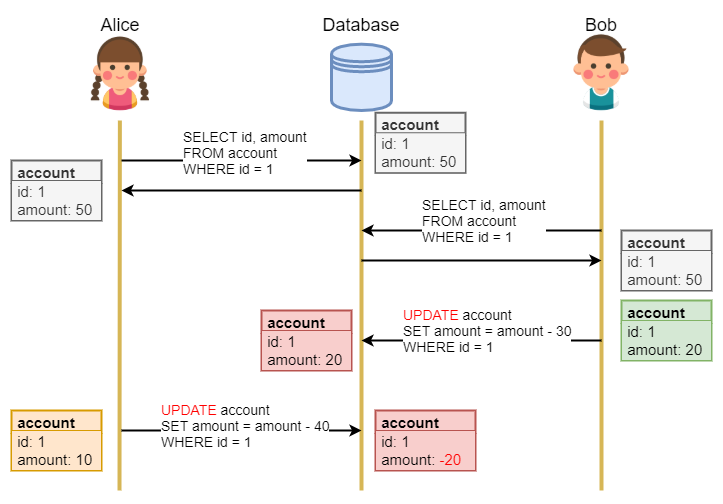 Alice
Database
Bob
account
id: 1
amount: 50
SELECT id, amount
FROM account
WHERE id = 1
account
id: 1
amount: 50
SELECT id, amount
FROM account
WHERE id = 1
account
id: 1
amount: 50
account
id: 1
amount: 20
UPDATE account
SET amount = amount - 30
WHERE id = 1
account
id: 1
amount: 20
account
id: 1
amount: 10
UPDATE account
SET amount = amount - 40
WHERE id = 1
account
id: 1
amount: -20